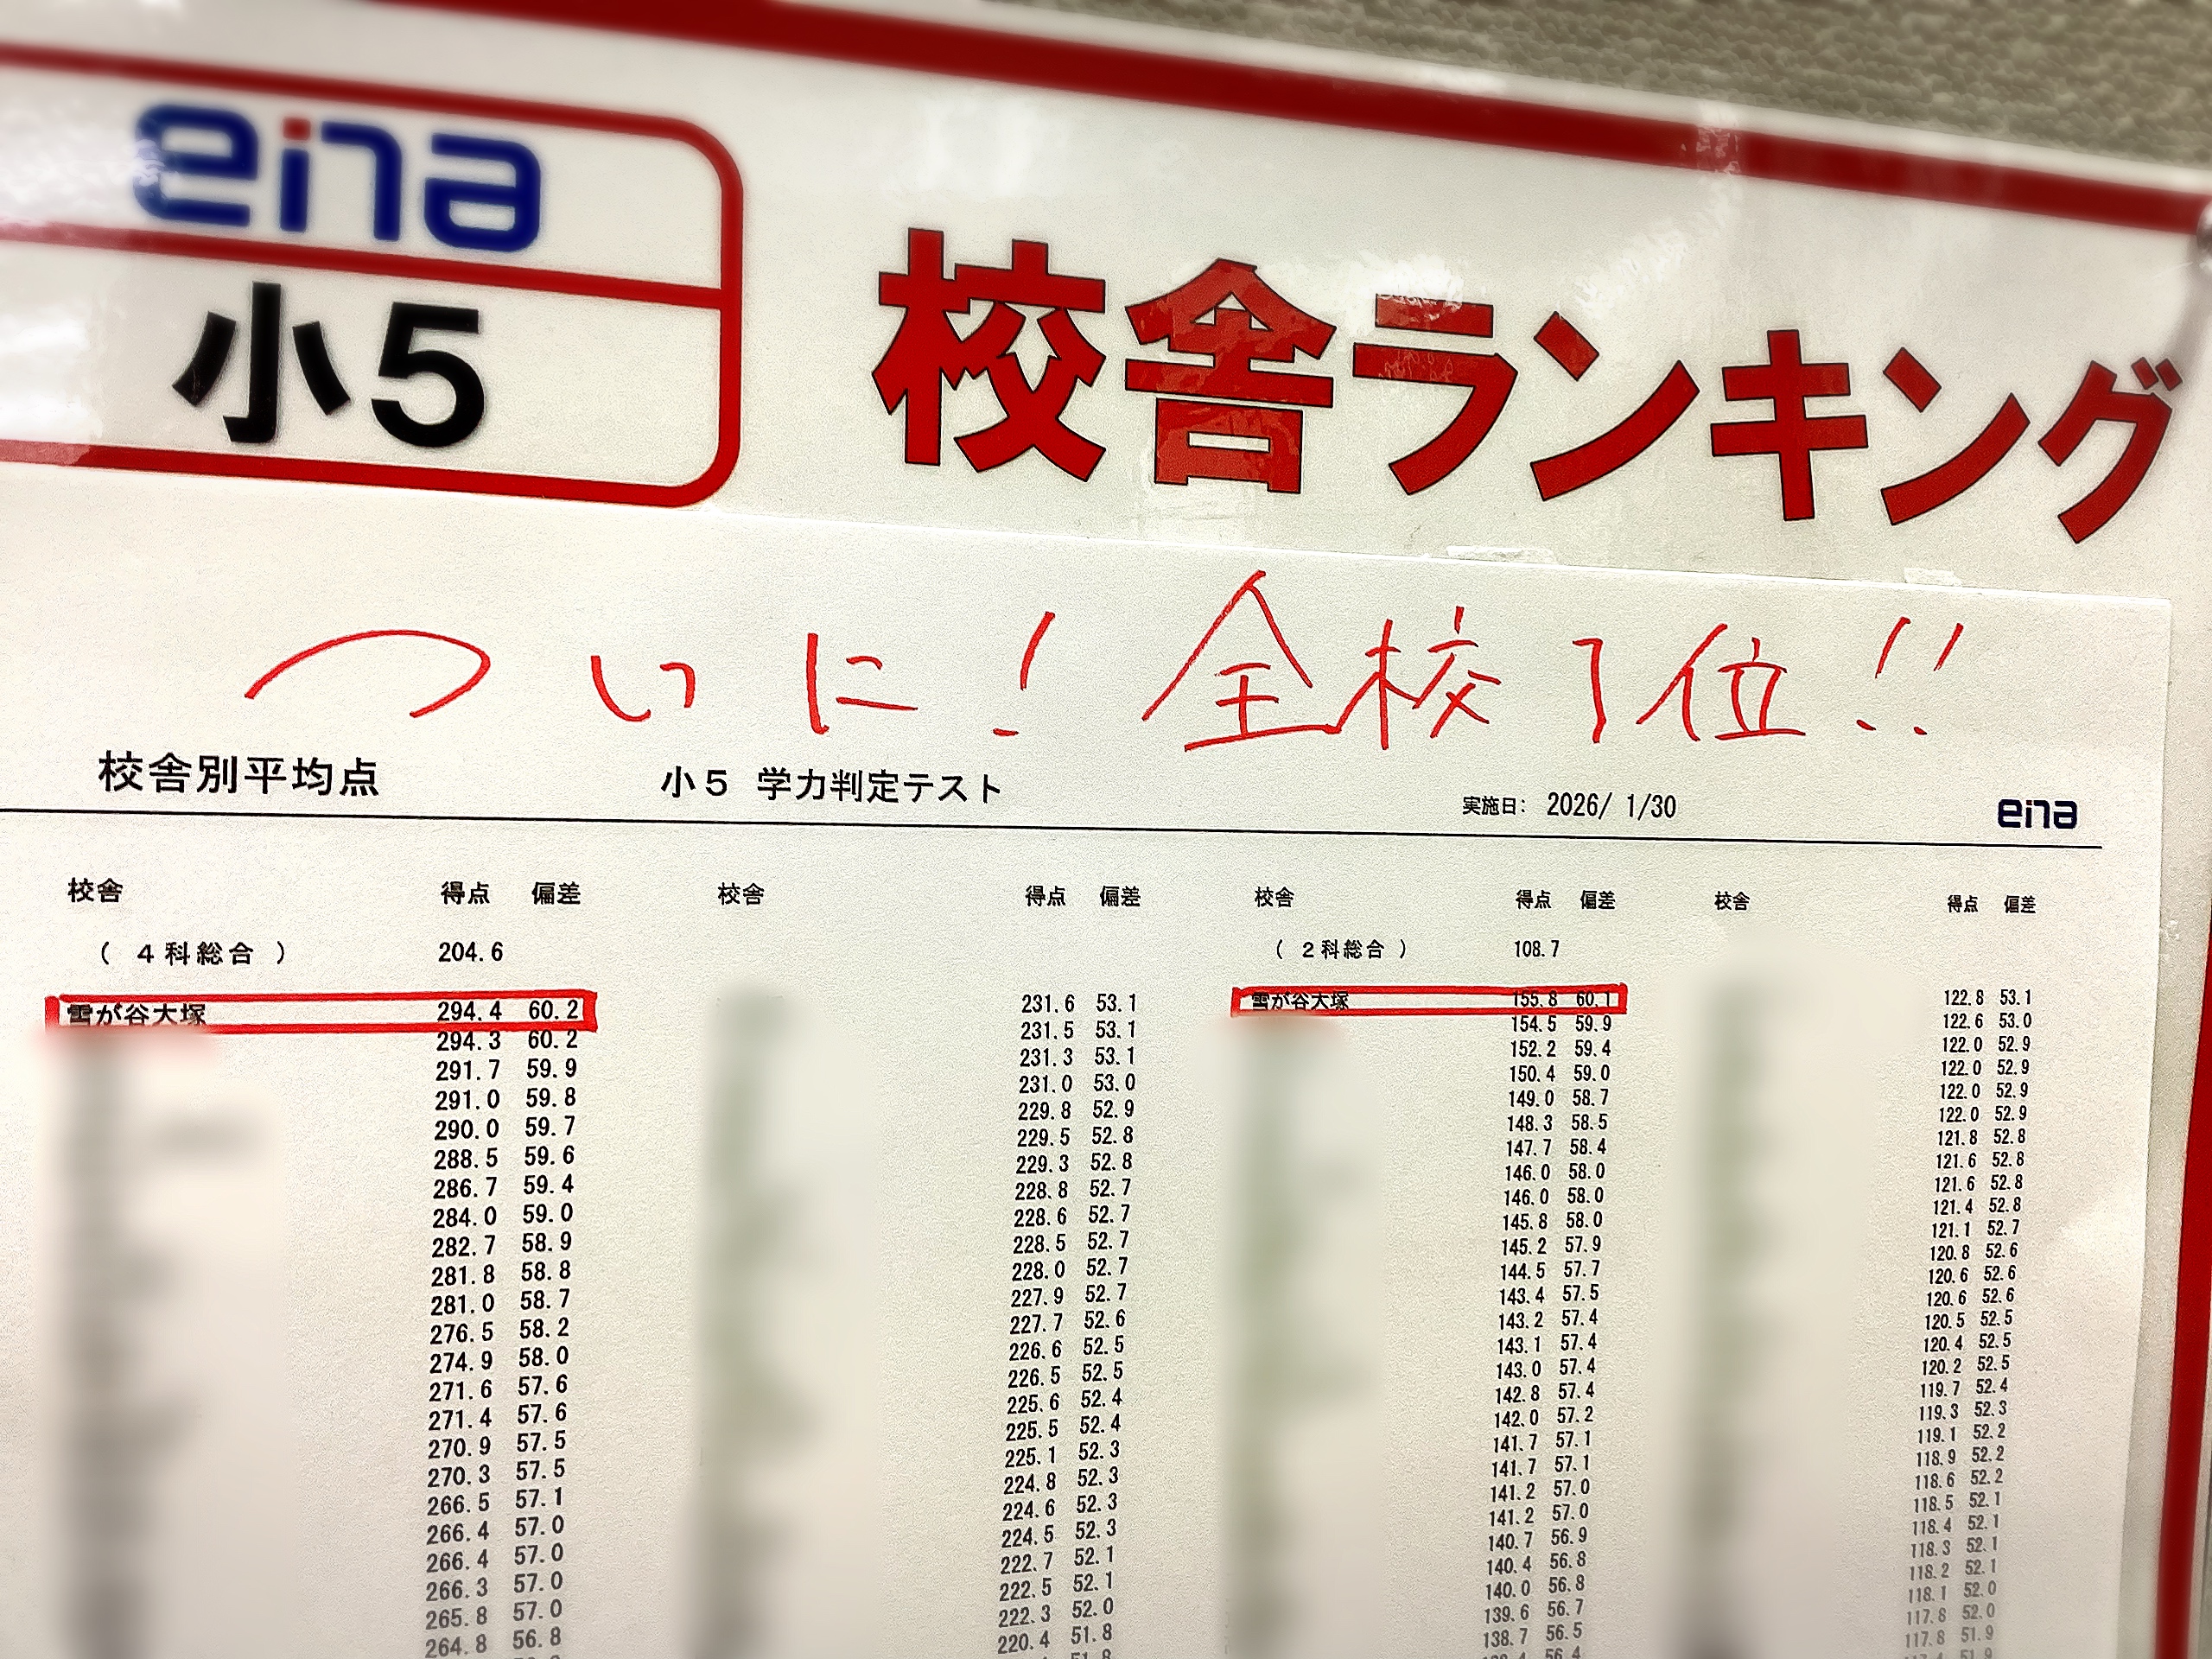 ena
小5
校舎ランキング
ついに! 全校1位!!
校舎別平均点 小5 学力判定テスト 実施日: 2026/ 1/30 ena
校舎 得点 偏差 校舎 得点 偏差 校舎 得点 偏差 校舎 得点 偏差
( 4科総合 ) 204.6 ( 2科総合 ) 108.7
雪が谷大塚 294.4 60.2 231.6 53.1 雪が谷大塚 155.8 60.1 122.8 53.1
294.3 60.2 231.5 53.1 154.5 59.9 122.6 53.0
291.7 59.9 231.3 53.1 152.2 59.4 122.0 52.9
291.0 59.8 231.0 53.0 150.4 59.0 122.0 52.9
290.0 59.7 229.8 52.9 149.0 58.7 122.0 52.9
288.5 59.6 229.5 52.8 148.3 58.5 122.0 52.9
286.7 59.4 229.3 52.8 147.7 58.4 121.8 52.8
284.0 59.0 228.8 52.7 146.0 58.0 121.6 52.8
282.7 58.9 228.6 52.7 146.0 58.0 121.6 52.8
281.8 58.8 228.5 52.7 145.8 58.0 121.4 52.8
281.0 58.7 228.0 52.7 145.2 57.9 121.1 52.7
276.5 58.2 227.9 52.7 144.5 57.7 120.8 52.6
274.9 58.0 227.7 52.6 143.4 57.5 120.6 52.6
271.6 57.6 226.6 52.5 143.2 57.4 120.6 52.6
271.4 57.6 226.5 52.5 143.1 57.4 120.5 52.5
270.9 57.5 225.6 52.4 143.0 57.4 120.4 52.5
270.3 57.5 225.5 52.4 142.8 57.4 120.2 52.5
266.5 57.1 225.1 52.3 142.0 57.2 119.7 52.4
266.4 57.0 224.8 52.3 141.7 57.1 119.3 52.3
266.4 57.0 224.6 52.3 141.7 57.1 119.1 52.2
266.3 57.0 224.5 52.3 141.2 57.0 118.9 52.2
265.8 57.0 222.7 52.1 141.2 57.0 118.6 52.2
264.8 56.8 222.5 52.1 140.7 56.9 118.5 52.1
222.3 52.0 140.4 56.8 118.4 52.1
220.4 51.8 140.0 56.8 118.3 52.1
51.8 139.6 56.7 118.2 52.1
138.7 56.5 118.1 52.0
56.4 117.8 52.0
117.8 51.9
51.9